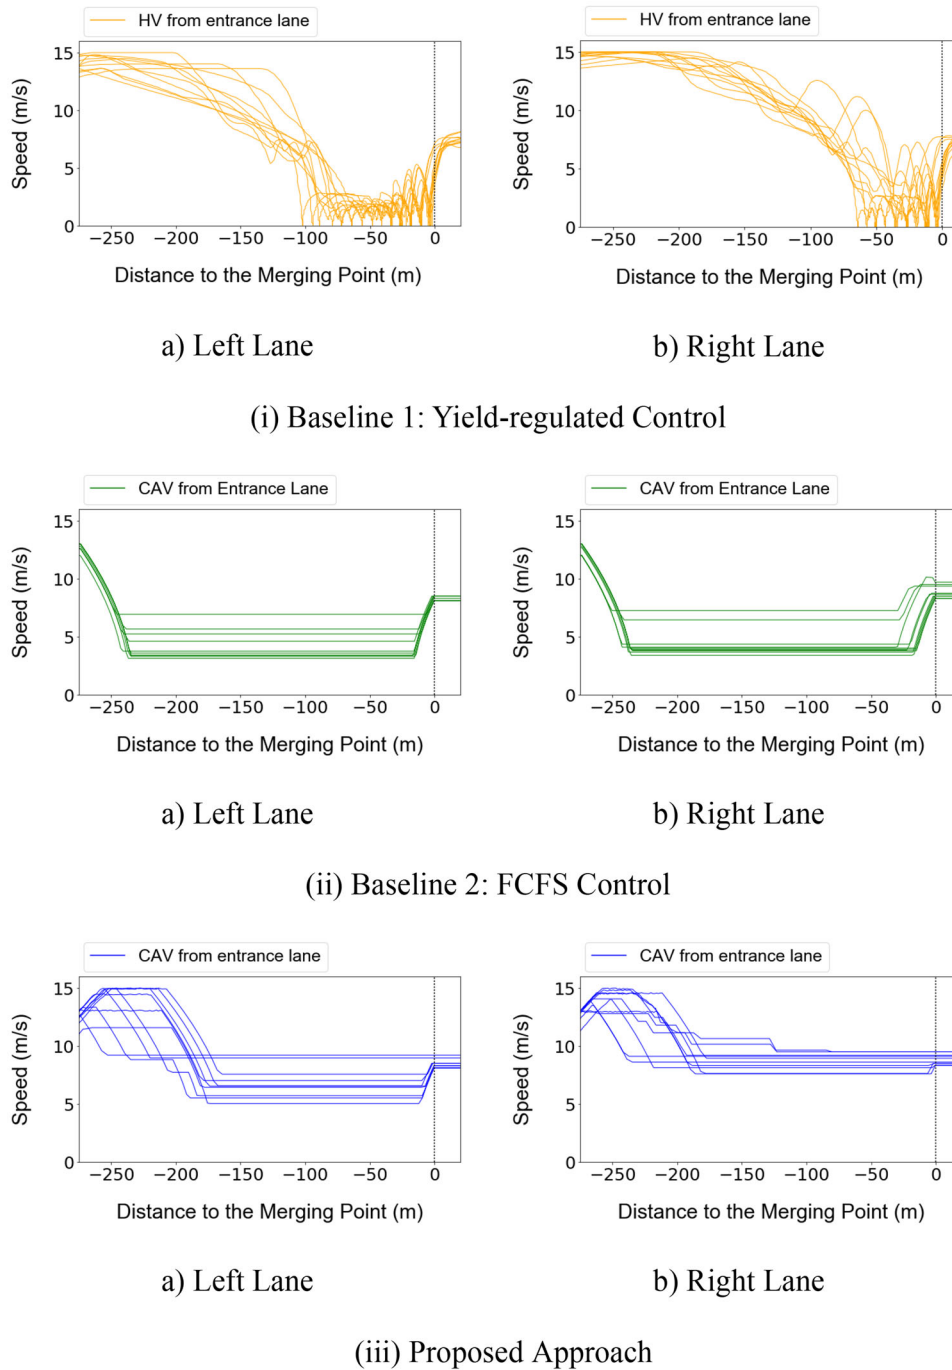 HV from entrance lane
HV from entrance lane
15
10
5
0
Speed (m/s)
−250 −200 −150 −100 −50 0
Distance to the Merging Point (m)
15
10
5
0
Speed (m/s)
−250 −200 −150 −100 −50 0
Distance to the Merging Point (m)
a) Left Lane
b) Right Lane
(i) Baseline 1: Yield-regulated Control
CAV from Entrance Lane
CAV from Entrance Lane
15
10
5
0
Speed (m/s)
−250 −200 −150 −100 −50 0
Distance to the Merging Point (m)
15
10
5
0
Speed (m/s)
−250 −200 −150 −100 −50 0
Distance to the Merging Point (m)
a) Left Lane
b) Right Lane
(ii) Baseline 2: FCFS Control
CAV from entrance lane
CAV from entrance lane
15
10
5
0
Speed (m/s)
−250 −200 −150 −100 −50 0
Distance to the Merging Point (m)
15
10
5
0
Speed (m/s)
−250 −200 −150 −100 −50 0
Distance to the Merging Point (m)
a) Left Lane
b) Right Lane
(iii) Proposed Approach